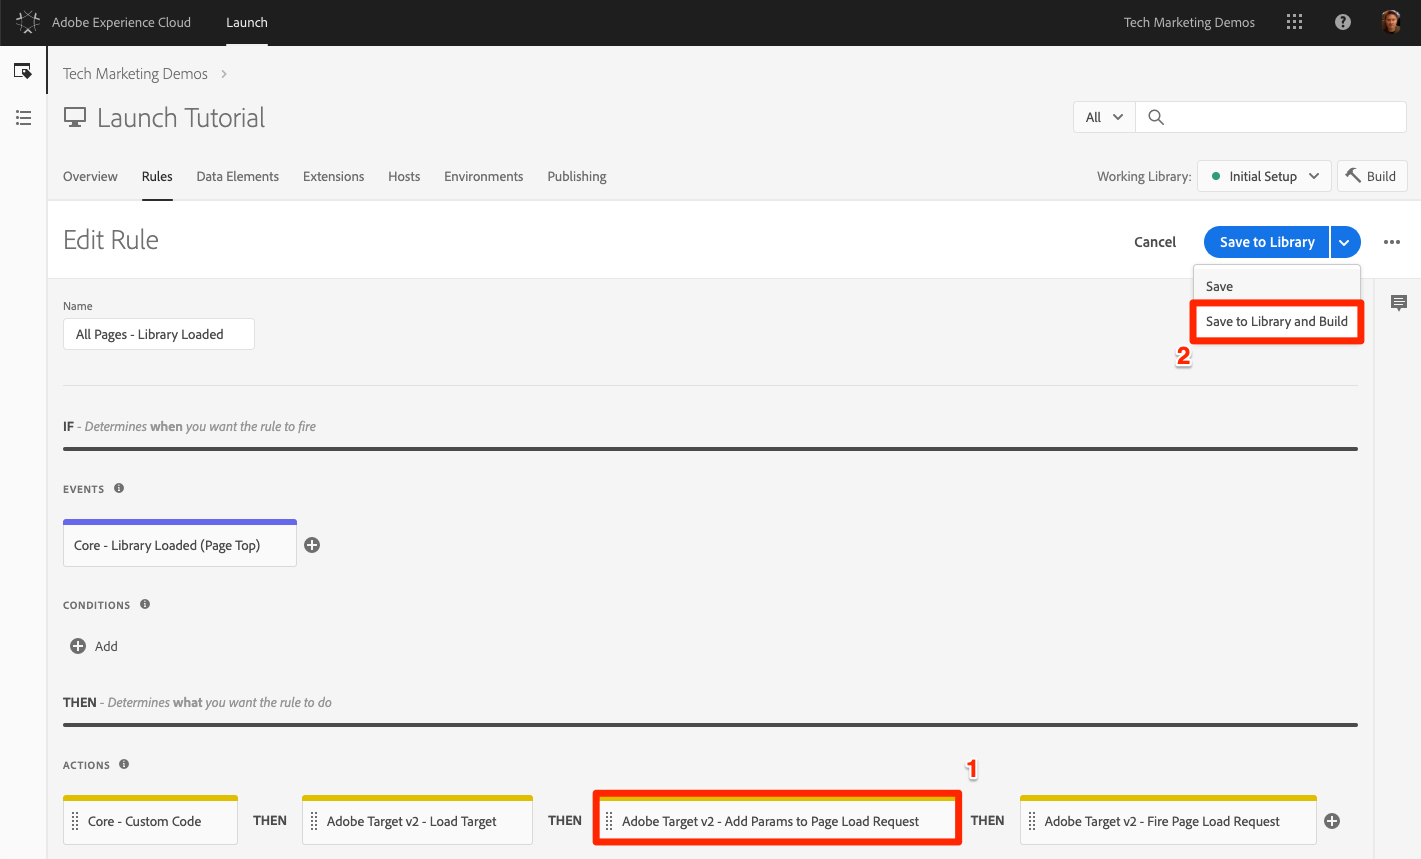 Adobe Experience Cloud Launch Tech Marketing Demos
Tech Marketing Demos
Launch Tutorial
All
Overview Rules Data Elements Extensions Hosts Environments Publishing Working Library: Initial Setup Build
Edit Rule
Cancel Save to Library
Save
Save to Library and Build
2
Name
All Pages - Library Loaded
IF - Determines when you want the rule to fire
EVENTS
Core - Library Loaded (Page Top)
CONDITIONS
Add
THEN - Determines what you want the rule to do
ACTIONS
1
Core - Custom Code THEN Adobe Target v2 - Load Target THEN Adobe Target v2 - Add Params to Page Load Request THEN Adobe Target v2 - Fire Page Load Request